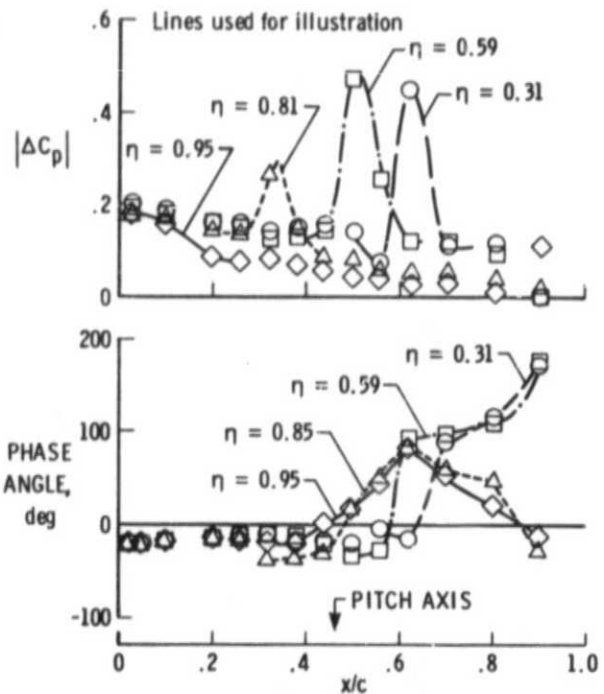 .6
Lines used for illustration
η = 0.59
η = 0.81
η = 0.31
.4
|ΔCp|
η = 0.95
.2
0
200
η = 0.31
η = 0.59
100
η = 0.85
PHASE
ANGLE,
deg
η = 0.95
0
PITCH AXIS
-100
0 .2 .4 .6 .8 1.0
x/c